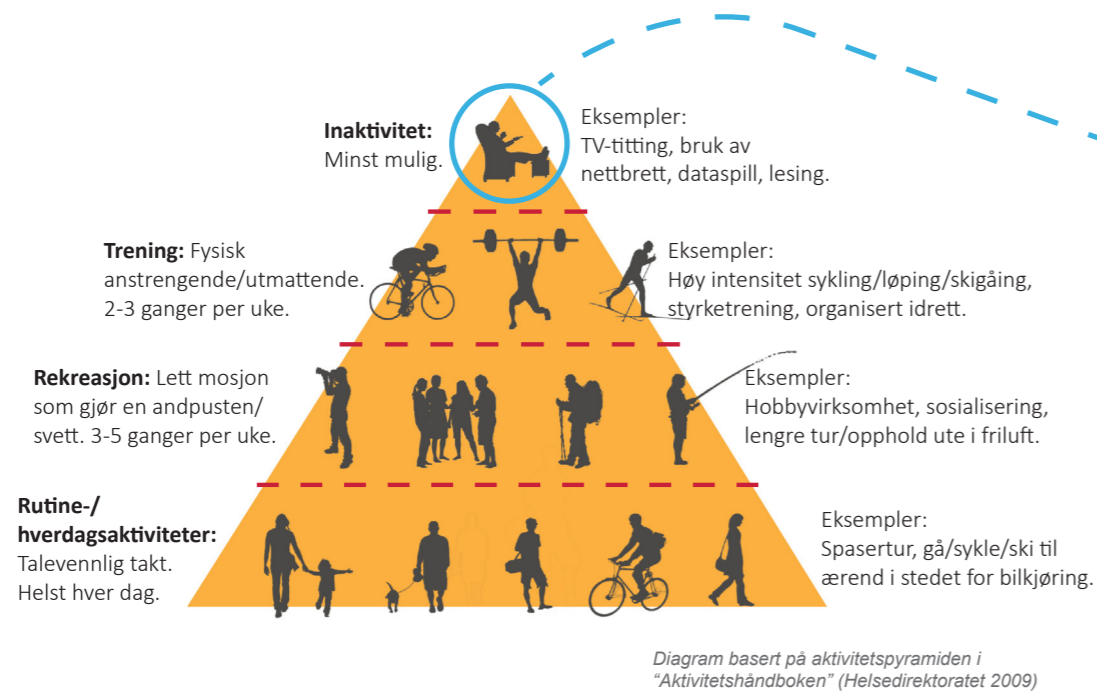 Inaktivitet:
Minst mulig.
Eksempler:
TV-titting, bruk av
nettbrett, dataspill, lesing.
Trening: Fysisk
anstrengende/utmattende.
2-3 ganger per uke.
Eksempler:
Høy intensitet sykling/løping/skigåing,
styrketrening, organisert idrett.
Rekreasjon: Lett mosjon
som gjør en andpusten/
svett. 3-5 ganger per uke.
Eksempler:
Hobbyvirksomhet, sosialisering,
lengre tur/opphold ute i friluft.
Rutine-/
hverdagsaktiviteter:
Talevennlig takt.
Helst hver dag.
Eksempler:
Spasertur, gå/sykle/ski til
ærend i stedet for bilkjøring.
Diagram basert på aktivitetspyramiden i
“Aktivitetshåndboken” (Helsedirektoratet 2009)